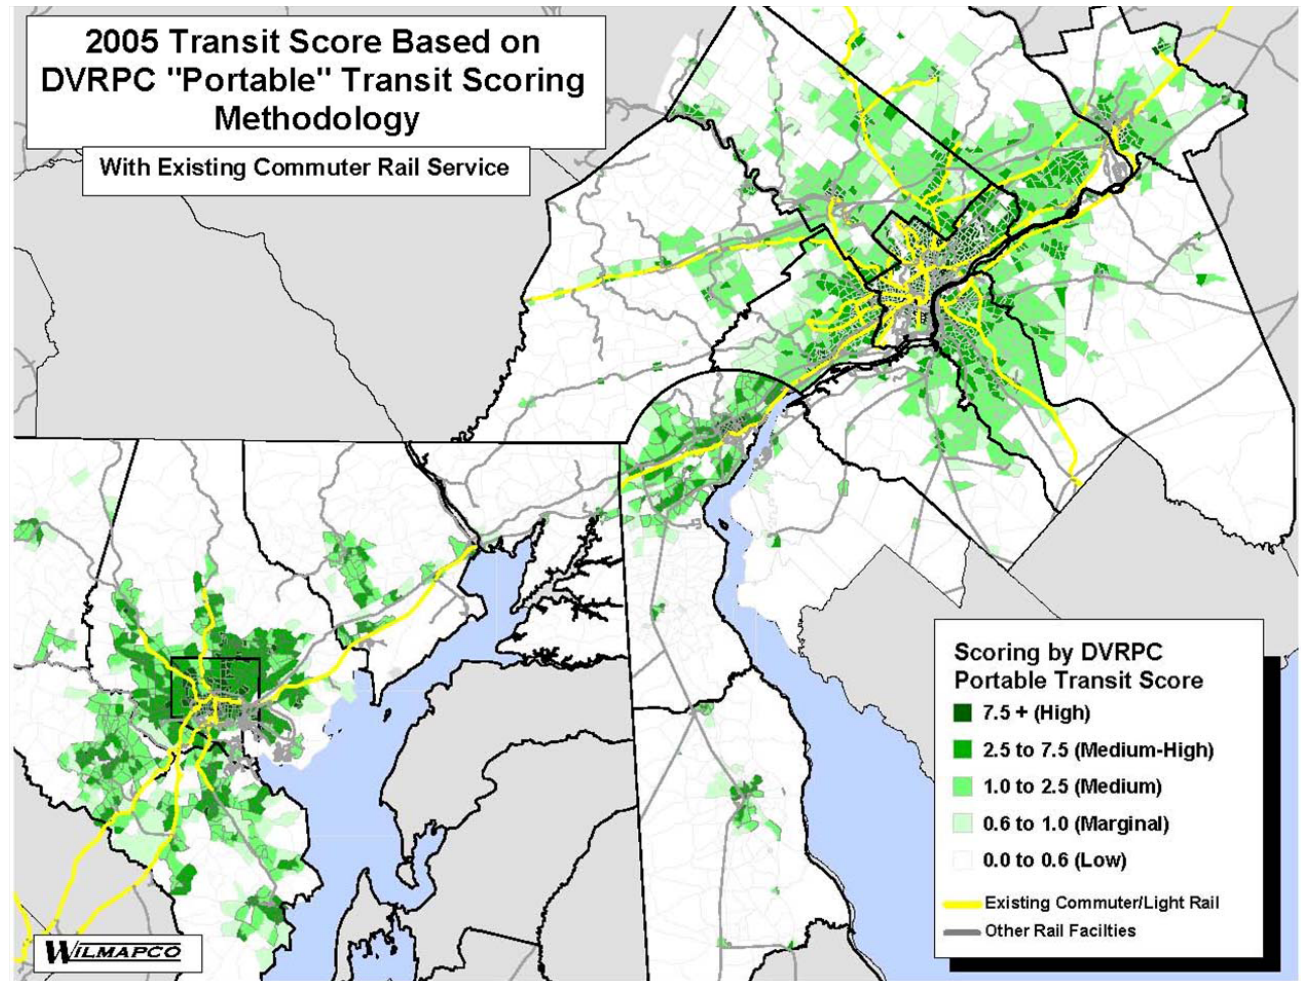 2005 Transit Score Based on
DVRPC "Portable" Transit Scoring
Methodology
With Existing Commuter Rail Service
Scoring by DVRPC
Portable Transit Score
7.5 + (High)
2.5 to 7.5 (Medium-High)
1.0 to 2.5 (Medium)
0.6 to 1.0 (Marginal)
0.0 to 0.6 (Low)
Existing Commuter/Light Rail
Other Rail Facilties
WILMAPCO